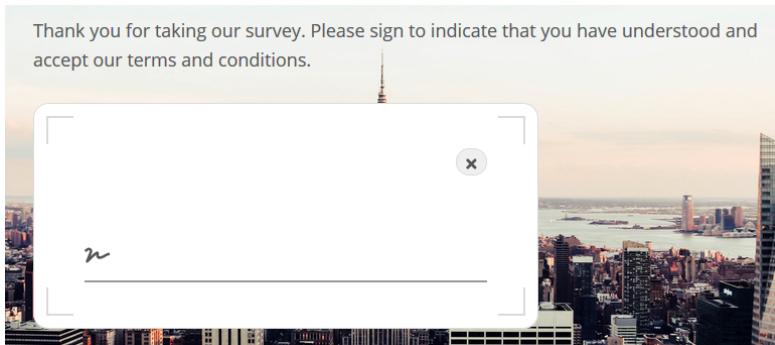 Thank you for taking our survey. Please sign to indicate that you have understood and
accept our terms and conditions.